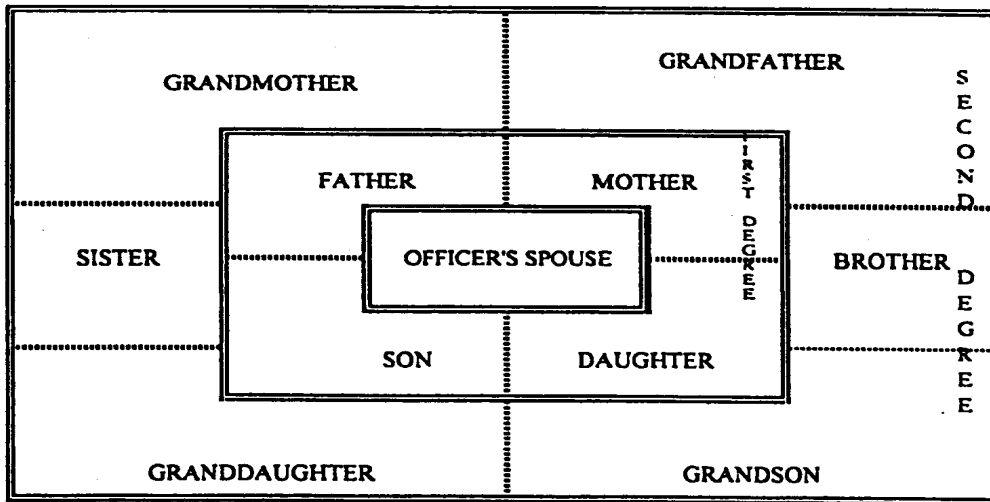 GRANDMOTHER
GRANDFATHER
SECOND DEGREE
FATHER
MOTHER
FIRST DEGREE
SISTER
OFFICER'S SPOUSE
BROTHER
SON
DAUGHTER
GRANDDAUGHTER
GRANDSON